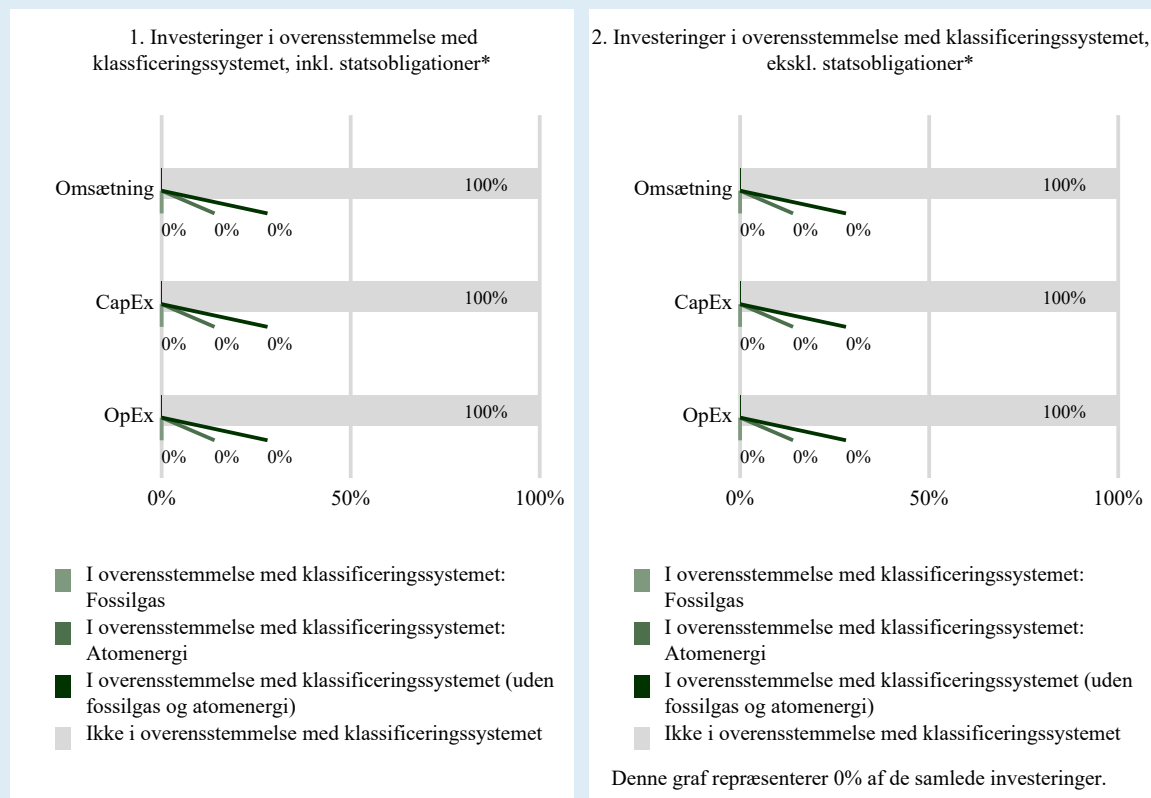 1. Investeringer i overensstemmelse med
klassficeringssystemet, inkl. statsobligationer*
Omsætning
100%
0% 0% 0%
CapEx
100%
0% 0% 0%
OpEx
100%
0% 0% 0%
0% 50% 100%
I overensstemmelse med klassificeringssystemet:
Fossilgas
I overensstemmelse med klassificeringssystemet:
Atomenergi
I overensstemmelse med klassificeringssystemet (uden
fossilgas og atomenergi)
Ikke i overensstemmelse med klassificeringssystemet
2. Investeringer i overensstemmelse med klassificeringssystemet,
ekskl. statsobligationer*
Omsætning
100%
0% 0% 0%
CapEx
100%
0% 0% 0%
OpEx
100%
0% 0% 0%
0% 50% 100%
I overensstemmelse med klassificeringssystemet:
Fossilgas
I overensstemmelse med klassificeringssystemet:
Atomenergi
I overensstemmelse med klassificeringssystemet (uden
fossilgas og atomenergi)
Ikke i overensstemmelse med klassificeringssystemet
Denne graf repræsenterer 0% af de samlede investeringer.